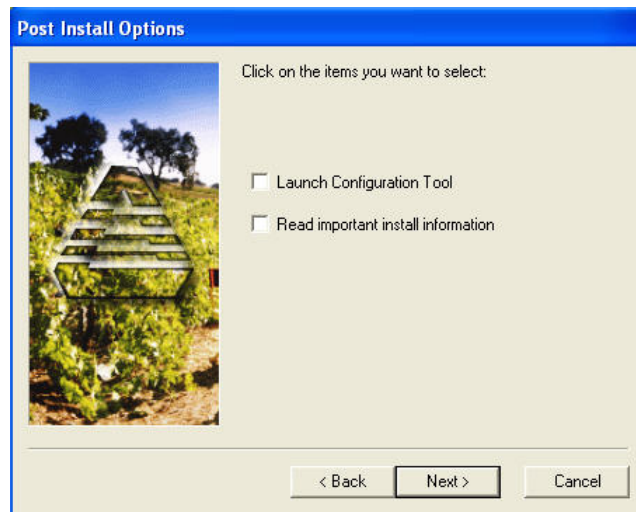 Post Install Options
Click on the items you want to select:
Launch Configuration Tool
Read important install information
< Back
Next >
Cancel